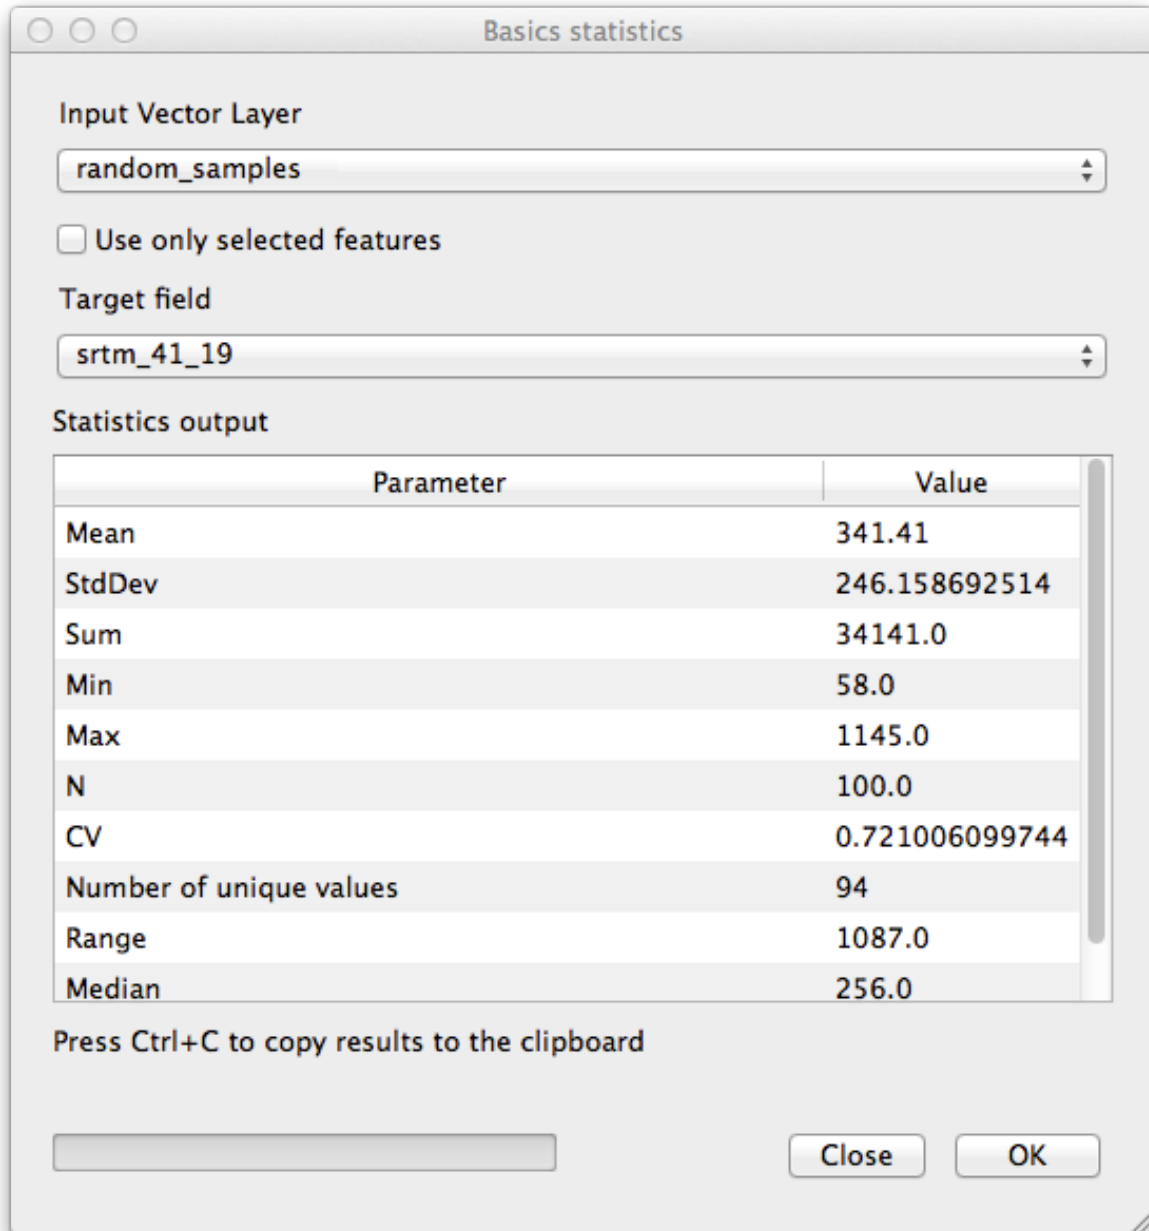 Basics statistics
Input Vector Layer
random_samples
Use only selected features
Target field
srtm_41_19
Statistics output
Parameter Value
Mean 341.41
StdDev 246.158692514
Sum 34141.0
Min 58.0
Max 1145.0
N 100.0
CV 0.721006099744
Number of unique values 94
Range 1087.0
Median 256.0
Press Ctrl+C to copy results to the clipboard
Close OK